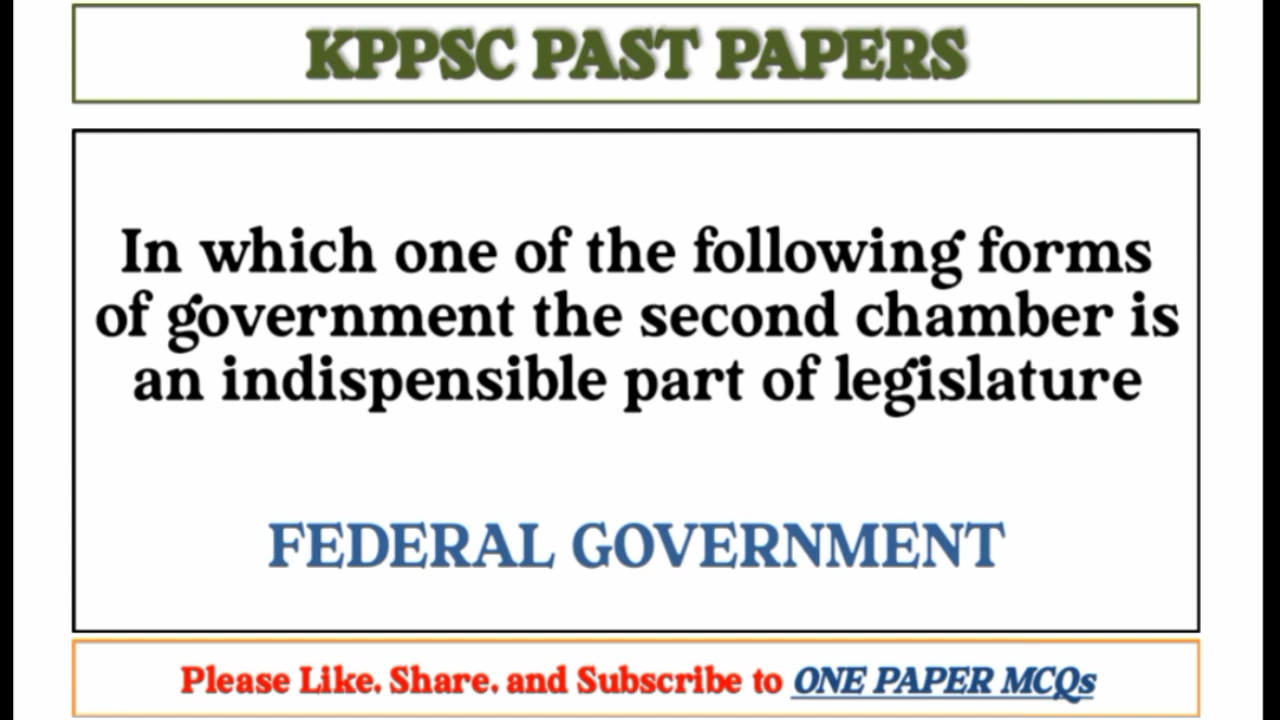 KPPSC PAST PAPERS
In which one of the following forms
of government the second chamber is
an indispensible part of legislature
FEDERAL GOVERNMENT
Please Like. Share. and Subscribe to ONE PAPER MCQs